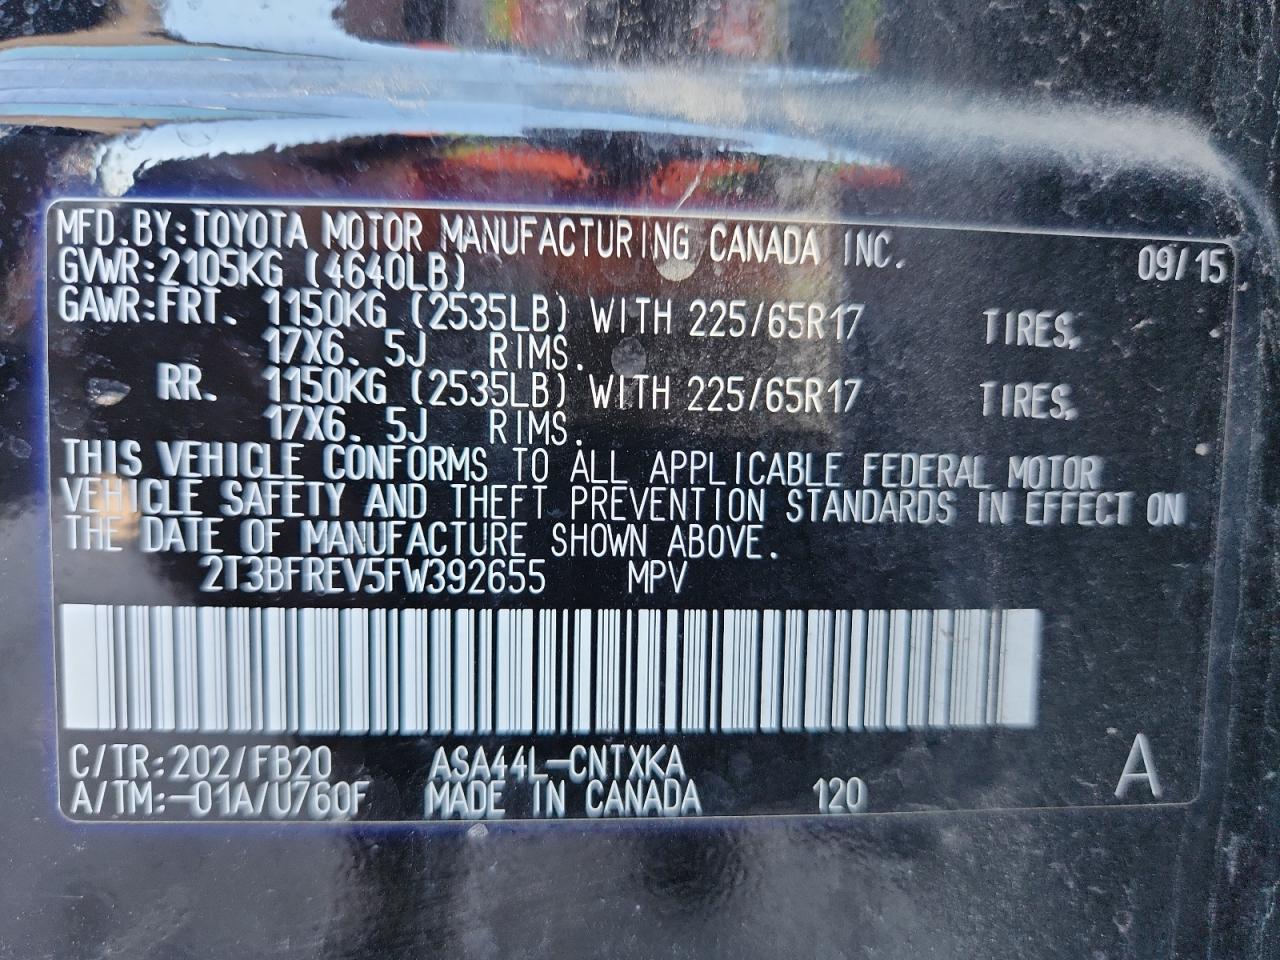 MFD.BY:TOYOTA MOTOR MANUFACTURING CANADA INC. 09/15
GVWR:2105KG (4640LB)
GAWR:FRT. 1150KG (2535LB) WITH 225/65R17 TIRES,
17X6.5J RIMS.
RR. 1150KG (2535LB) WITH 225/65R17 TIRES,
17X6.5J RIMS.
THIS VEHICLE CONFORMS TO ALL APPLICABLE FEDERAL MOTOR
VEHICLE SAFETY AND THEFT PREVENTION STANDARDS IN EFFECT ON
THE DATE OF MANUFACTURE SHOWN ABOVE.
2T3BFREV5FW392655 MPV
C/TR:202/FB20 ASA44L-CNTXKA
A/TM:-01A/U760F MADE IN CANADA 120 A